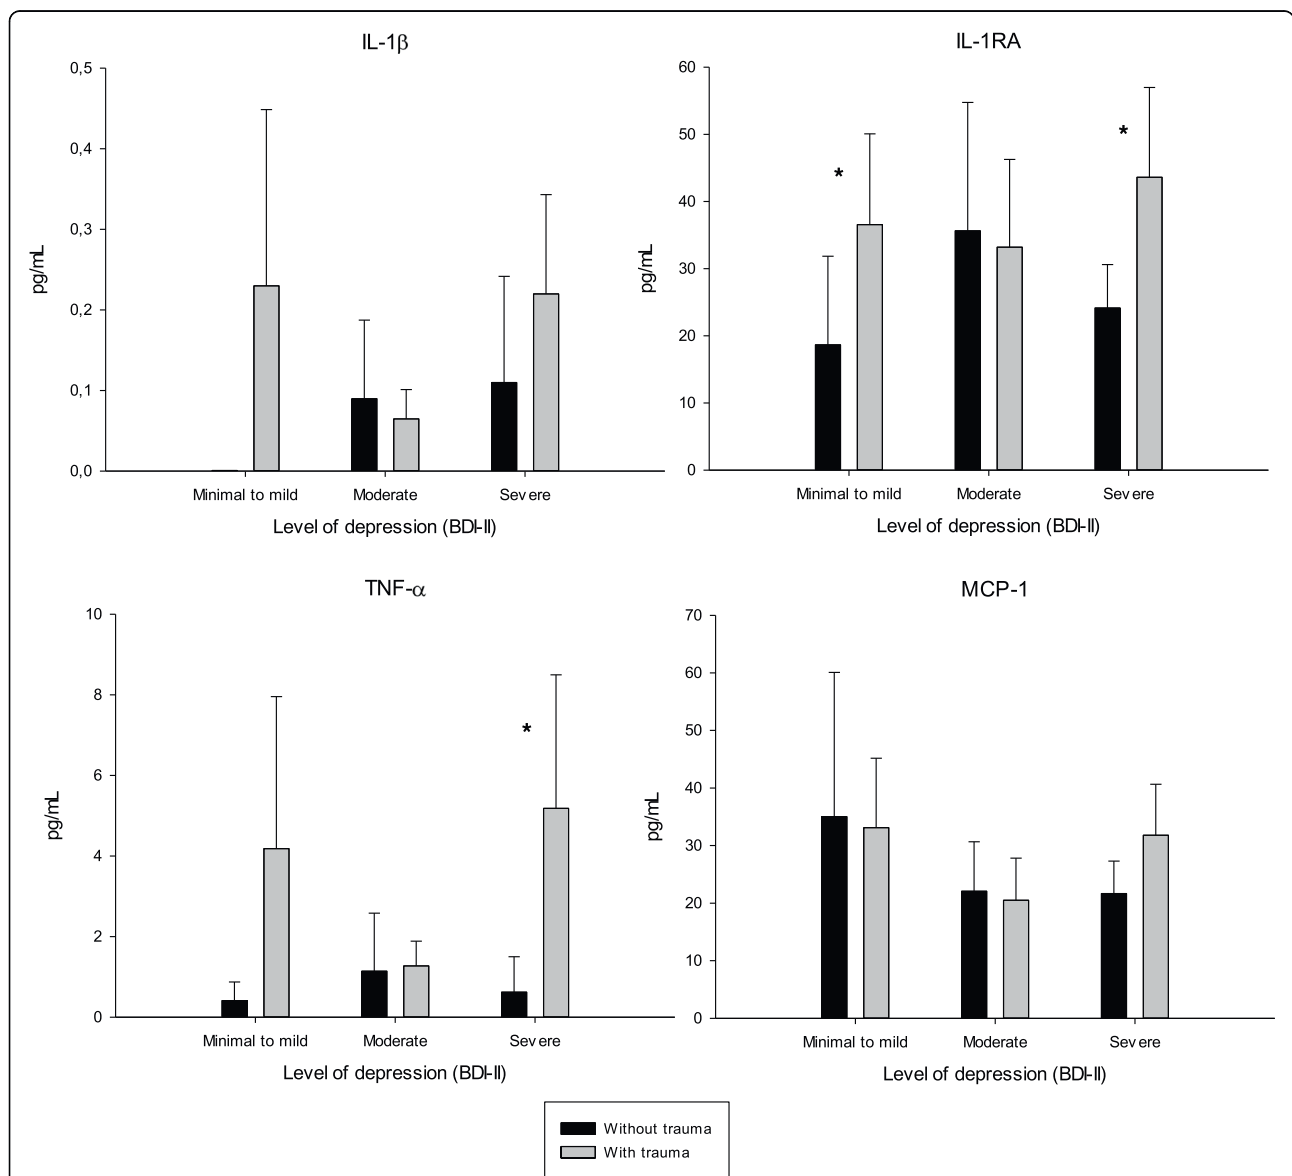 IL-1β
0,5
0,4
0,3
0,2
0,1
0,0
pg/mL
Minimal to mild Moderate Severe
Level of depression (BDI-II)
IL-1RA
60
50
40
30
20
10
0
pg/mL
*
*
Minimal to mild Moderate Severe
Level of depression (BDI-II)
TNF-α
10
8
6
4
2
0
pg/mL
*
Minimal to mild Moderate Severe
Level of depression (BDI-II)
MCP-1
70
60
50
40
30
20
10
0
pg/mL
Minimal to mild Moderate Severe
Level of depression (BDI-II)
Without trauma
With trauma